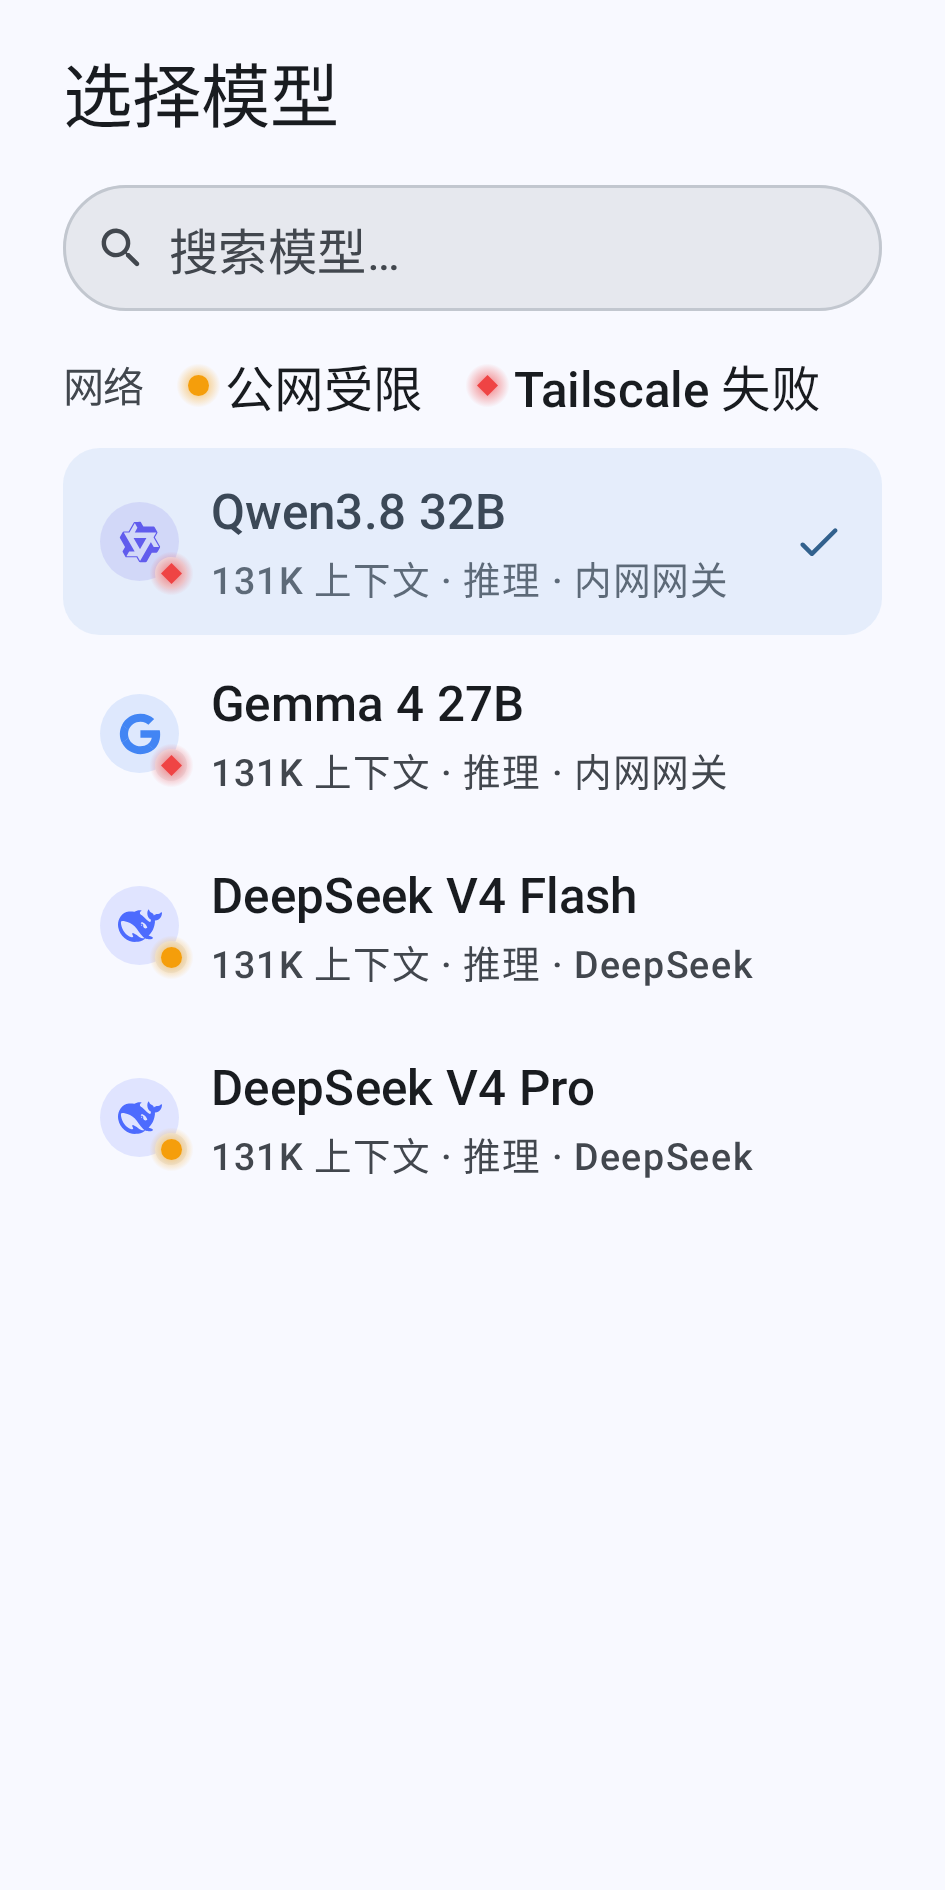 选择模型
搜索模型...
网络 公网受限 Tailscale 失败
Qwen3.8 32B
131K 上下文 · 推理 · 内网网关
Gemma 4 27B
131K 上下文 · 推理 · 内网网关
DeepSeek V4 Flash
131K 上下文 · 推理 · DeepSeek
DeepSeek V4 Pro
131K 上下文 · 推理 · DeepSeek